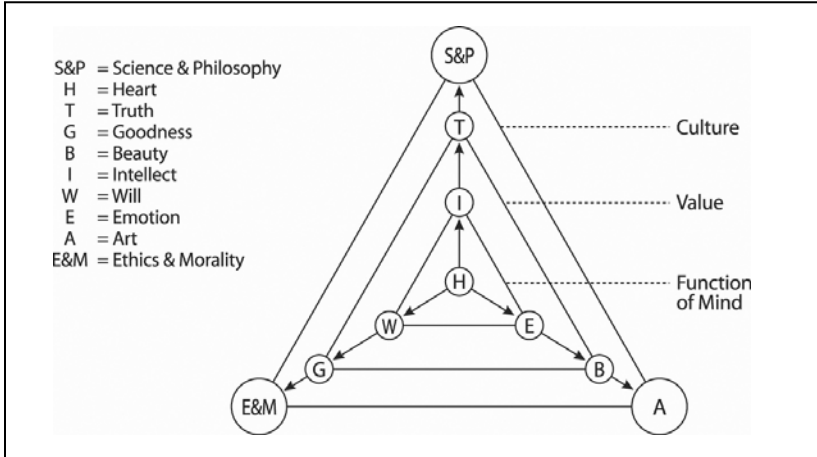 S&P = Science & Philosophy
H = Heart
T = Truth
G = Goodness
B = Beauty
I = Intellect
W = Will
E = Emotion
A = Art
E&M = Ethics & Morality
S&P
T
I
H
W
E
G
B
E&M
A
Culture
Value
Function
of Mind